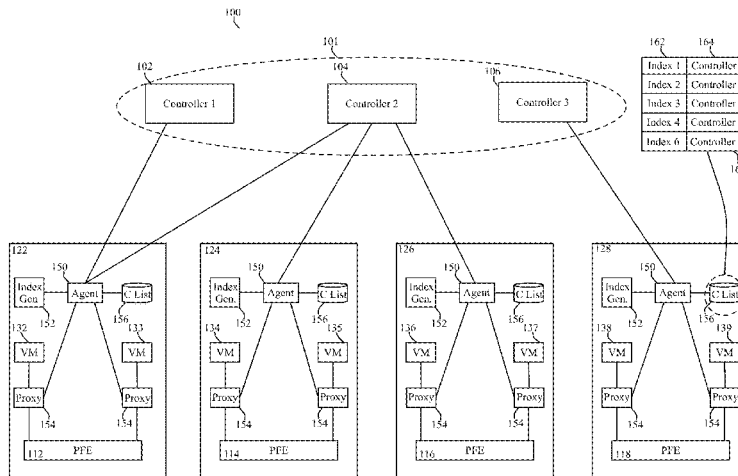 100
101
102
104
106
162
164
Controller 1
Controller 2
Controller 3
Index 1 Controller
Index 2 Controller
Index 3 Controller
Index 4 Controller
Index 6 Controller
122
124
126
128
150
150
150
150
Index Gen.
Agent
C List
Index Gen.
Agent
C List
Index Gen.
Agent
C List
Index Gen.
Agent
C List
152
156
152
156
152
156
152
156
132
133
134
135
136
137
138
139
VM
VM
VM
VM
VM
VM
VM
VM
Proxy
Proxy
Proxy
Proxy
Proxy
Proxy
Proxy
Proxy
154
154
154
154
154
154
154
154
112
PFE
114
PFE
116
PFE
118
PFE